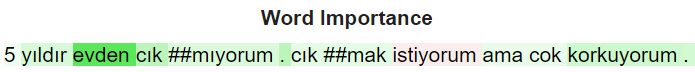 Word Importance
5 yıldır evden cık ##mıyorum . cık ##mak istiyorum ama cok korkuyorum .